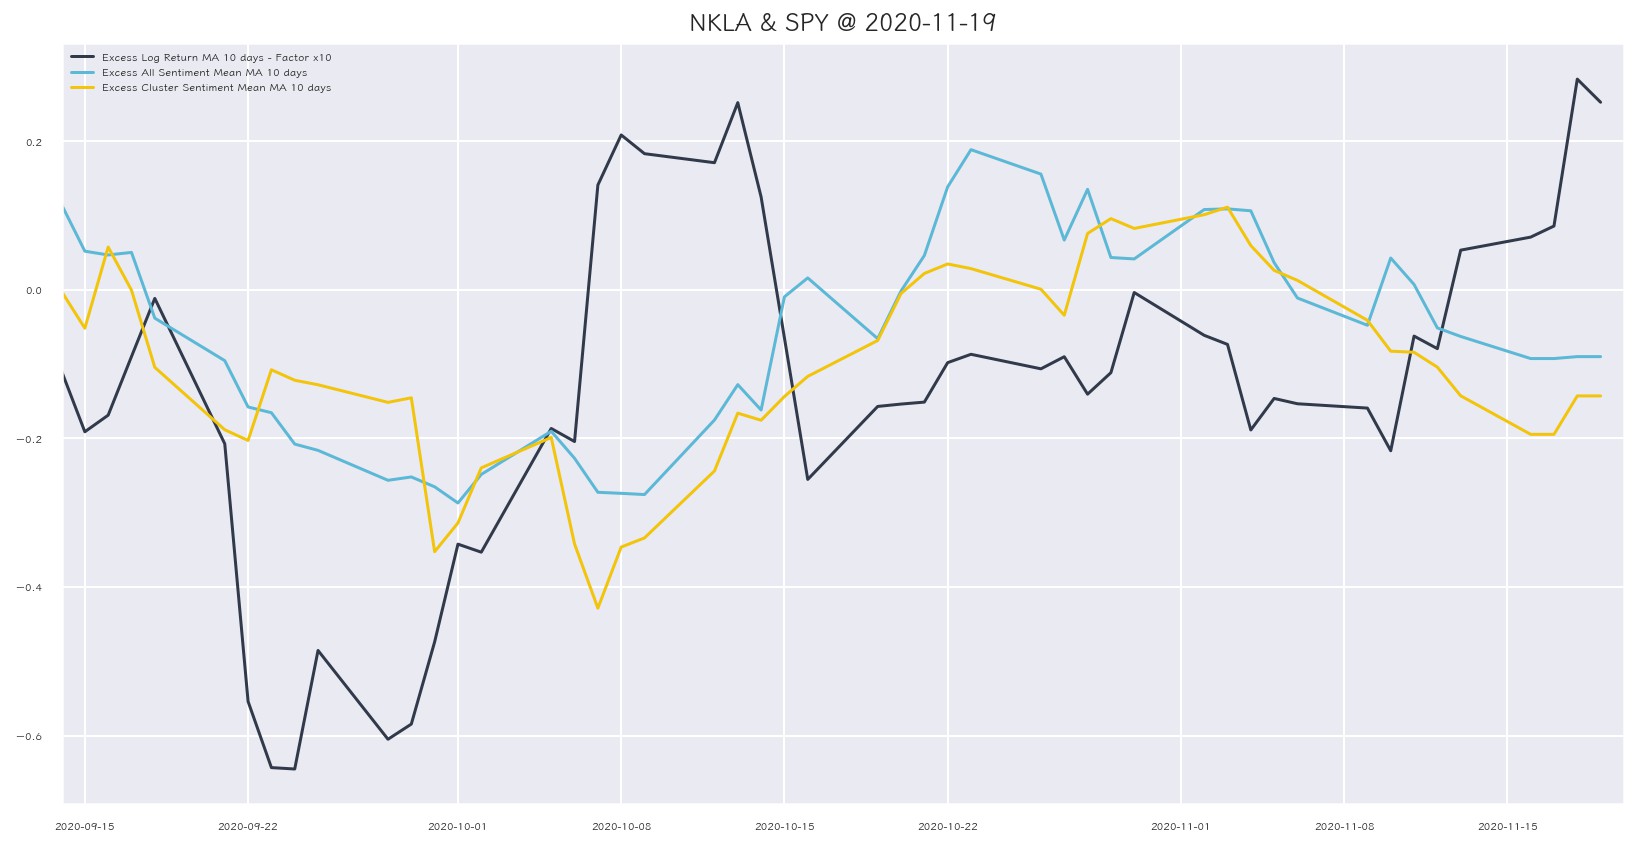 NKLA & SPY @ 2020-11-19
Excess Log Return MA 10 days - Factor x10
Excess All Sentiment Mean MA 10 days
Excess Cluster Sentiment Mean MA 10 days
0.2
0.0
−0.2
−0.4
−0.6
2020-09-15 2020-09-22 2020-10-01 2020-10-08 2020-10-15 2020-10-22 2020-11-01 2020-11-08 2020-11-15